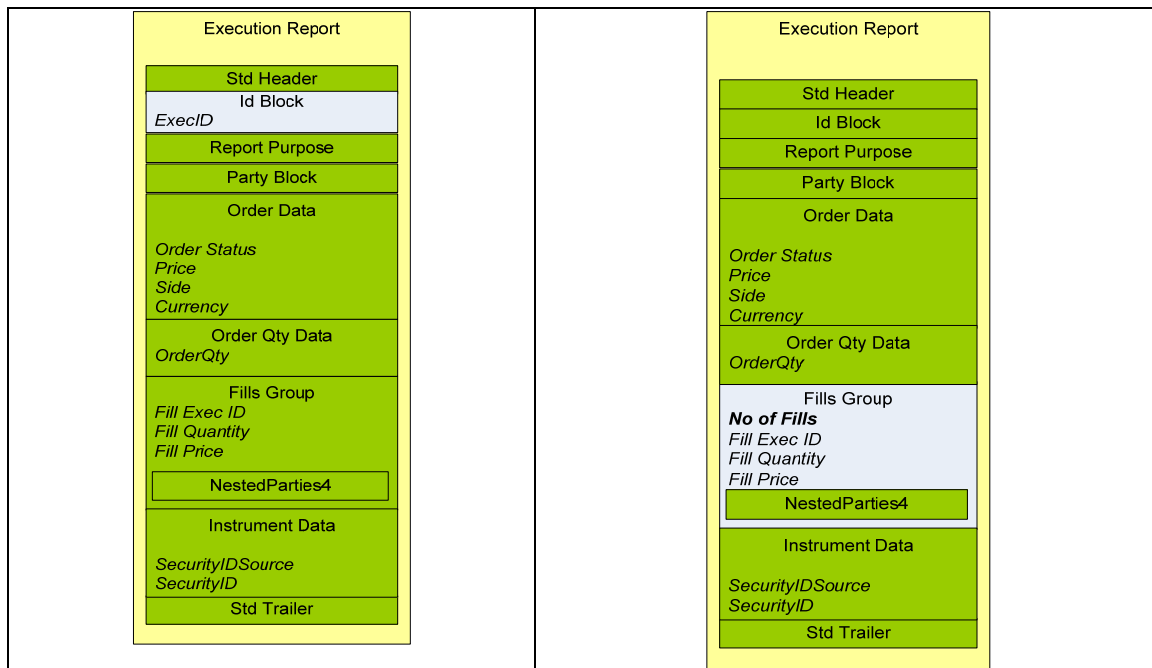 Execution Report
Std Header
Id Block
ExecID
Report Purpose
Party Block
Order Data
Order Status
Price
Side
Currency
Order Qty Data
OrderQty
Fills Group
Fill Exec ID
Fill Quantity
Fill Price
NestedParties4
Instrument Data
SecurityIDSource
SecurityID
Std Trailer
Execution Report
Std Header
Id Block
Report Purpose
Party Block
Order Data
Order Status
Price
Side
Currency
Order Qty Data
OrderQty
Fills Group
No of Fills
Fill Exec ID
Fill Quantity
Fill Price
NestedParties4
Instrument Data
SecurityIDSource
SecurityID
Std Trailer